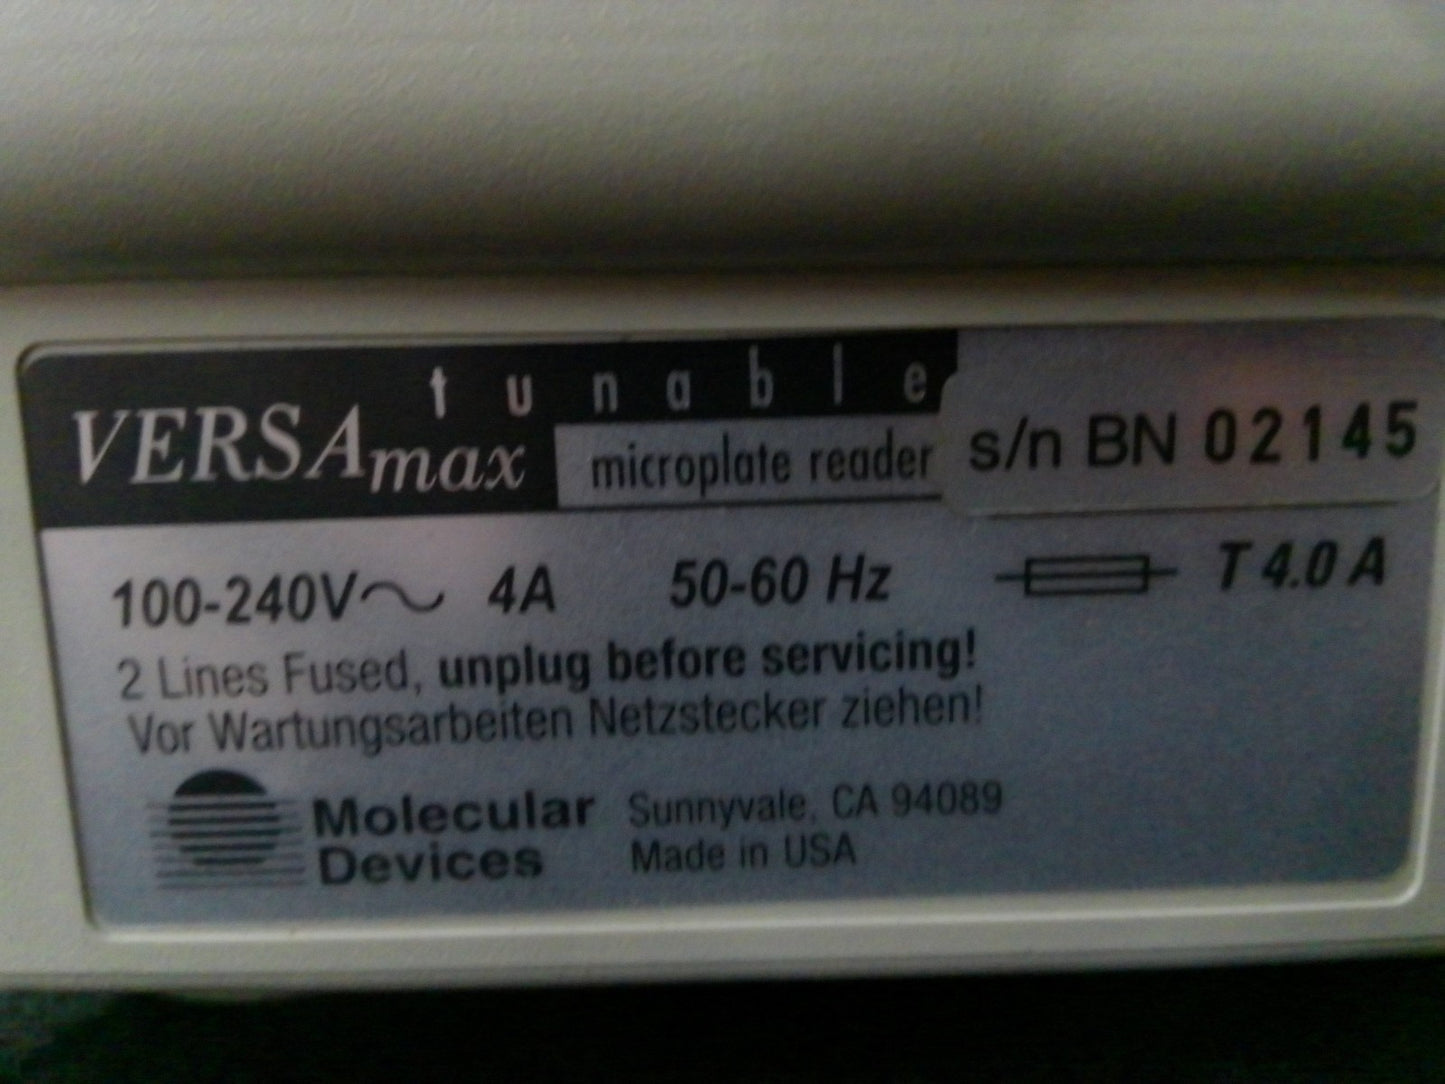 tunable
VERSAmax microplate reader s/n BN 02145
100-240V~ 4A 50-60 Hz T 4.0 A
2 Lines Fused, unplug before servicing!
Vor Wartungsarbeiten Netzstecker ziehen!
Molecular Sunnyvale, CA 94089
Devices Made in USA